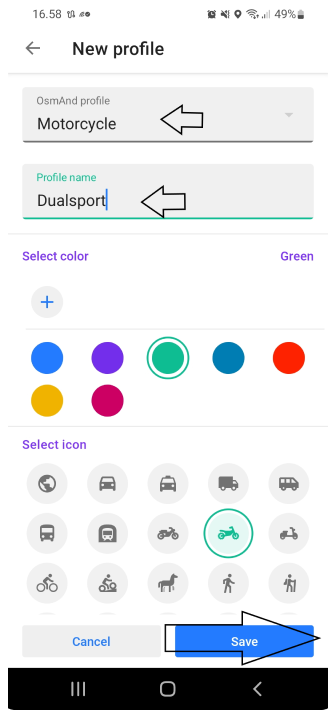 16.58
49%
New profile
OsmAnd profile
Motorcycle
Profile name
Dualsport
Select color
Green
Select icon
Cancel
Save